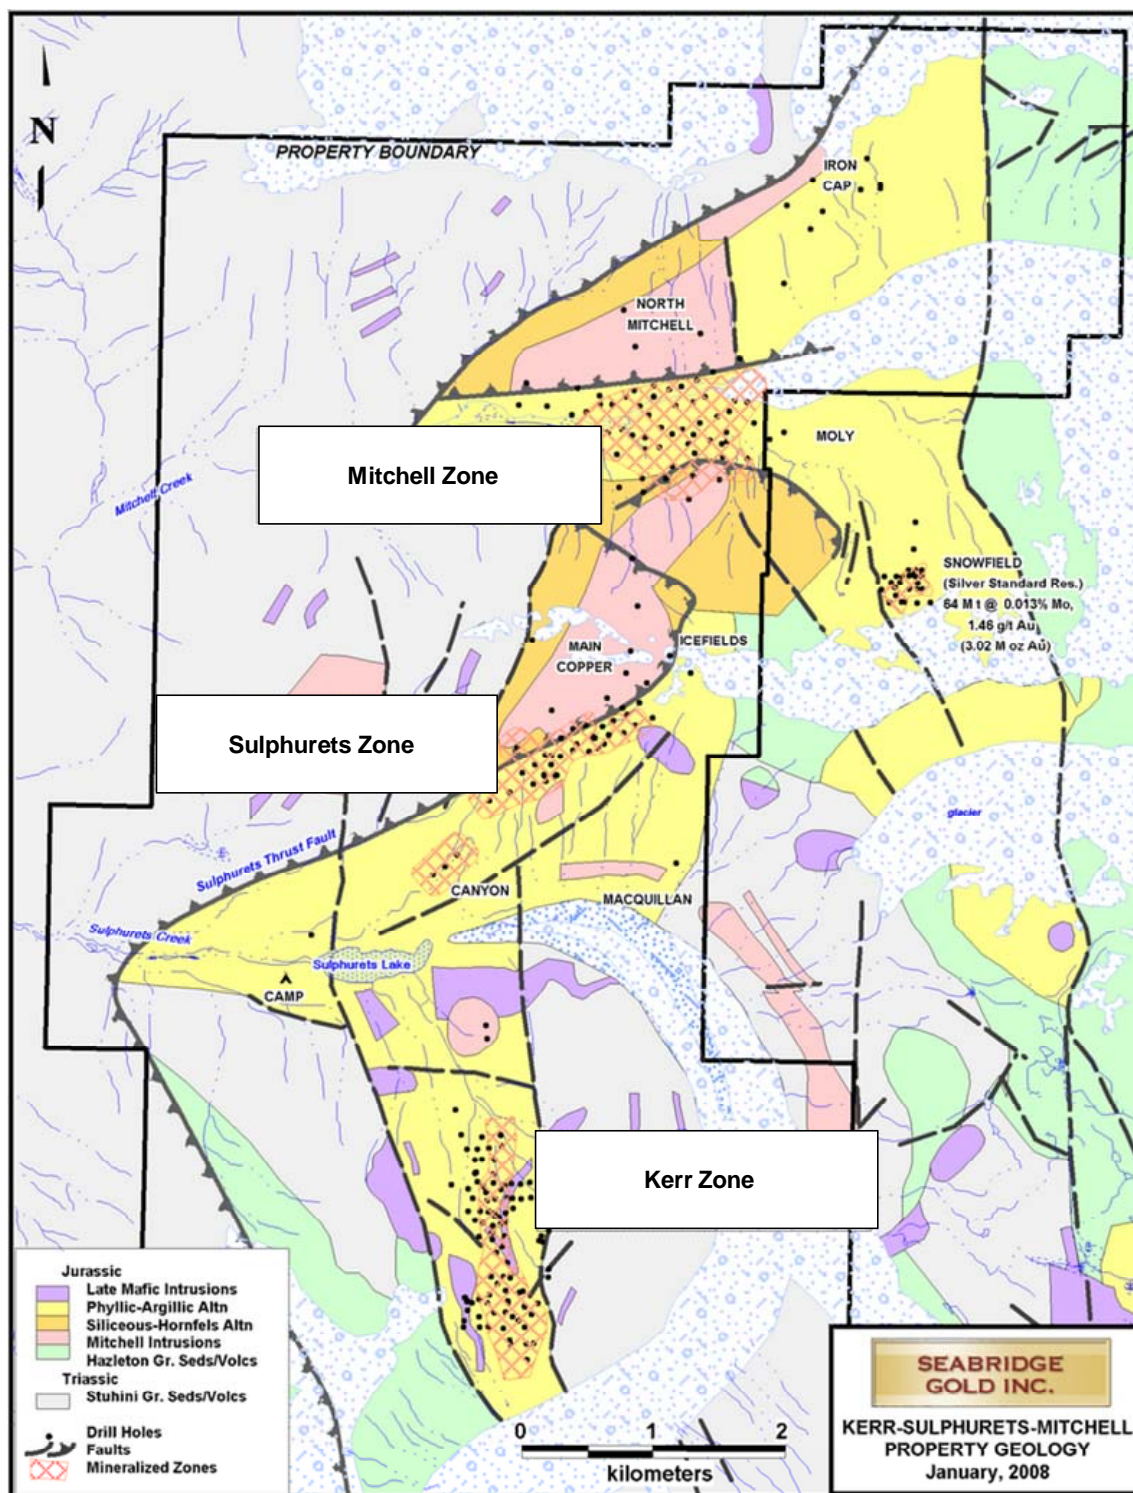 N
PROPERTY BOUNDARY
IRON
CAP
NORTH
MITCHELL
MOLY
Mitchell Zone
Mitchell Creek
SNOWFIELD
(Silver Standard Res.)
64 M t @ 0.013% Mo,
1.46 g/t Au
(3.02 M oz Au)
ICEFIELDS
MAIN
COPPER
Sulphurets Zone
glacier
Sulphurets Thrust Fault
CANYON
MACQUILLAN
Sulphurets Creek
Sulphurets Lake
CAMP
Kerr Zone
Jurassic
Late Mafic Intrusions
Phyllic-Argillic Altn
Siliceous-Hornfels Altn
Mitchell Intrusions
Hazleton Gr. Seds/Volcs
Triassic
Stuhini Gr. Seds/Volcs
Drill Holes
Faults
Mineralized Zones
0 1 2
kilometers
SEABRIDGE
GOLD INC.
KERR-SULPHURETS-MITCHELL
PROPERTY GEOLOGY
January, 2008